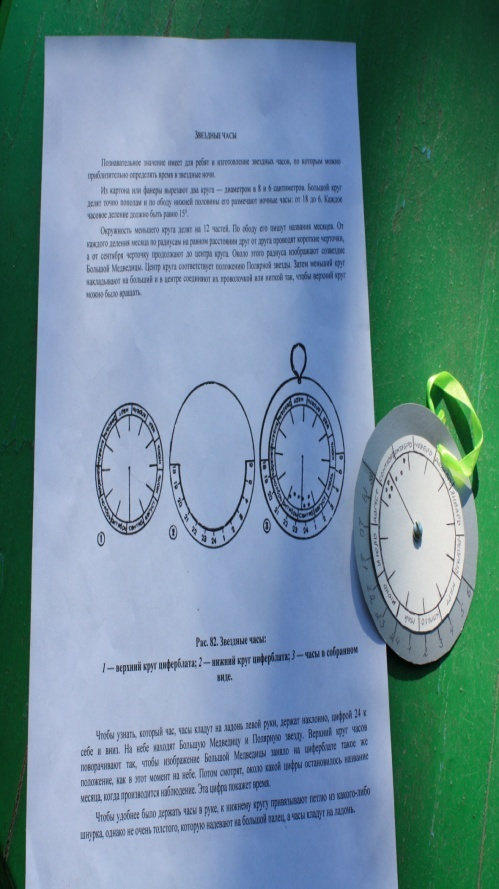 ЗВЕЗДНЫЕ ЧАСЫ
Познавательное значение имеет для ребят и изготовление звездных часов, по которым можно
приблизительно определять время в звездные ночи.
Из картона или фанеры вырезают два круга — диаметром в 8 и 6 сантиметров. Большой круг
делят точно пополам и по ободу нижней половины его размечают ночные часы: от 18 до 6. Каждое
часовое деление должно быть равно 15⁰.
Окружность меньшего круга делят на 12 частей. По ободу его пишут названия месяцев. От
каждого деления месяца по радиусам на равном расстоянии друг от друга проводят короткие черточки,
а от сентября черточку продолжают до центра круга. Около этого радиуса изображают созвездие
Большой Медведицы. Центр круга соответствует положению Полярной звезды. Затем меньший круг
накладывают на больший и в центре соединяют их проволочкой или ниткой так, чтобы верхний круг
можно было вращать.
1
2
3
Рис. 82. Звездные часы:
1 — верхний круг циферблата; 2 — нижний круг циферблата; 3 — часы в собранном
виде.
Чтобы узнать, который час, часы кладут на ладонь левой руки, держат наклонно, цифрой 24 к
себе и вниз. На небе находят Большую Медведицу и Полярную звезду. Верхний круг часов
поворачивают так, чтобы изображение Большой Медведицы заняло на циферблате такое же
положение, как в этот момент на небе. Потом смотрят, около какой цифры остановилось название
месяца, когда производится наблюдение. Эта цифра покажет время.
Чтобы удобнее было держать часы в руке, к нижнему кругу привязывают петлю из какого-либо
шнурка, однако не очень толстого, которую надевают на большой палец, а часы кладут на ладонь.